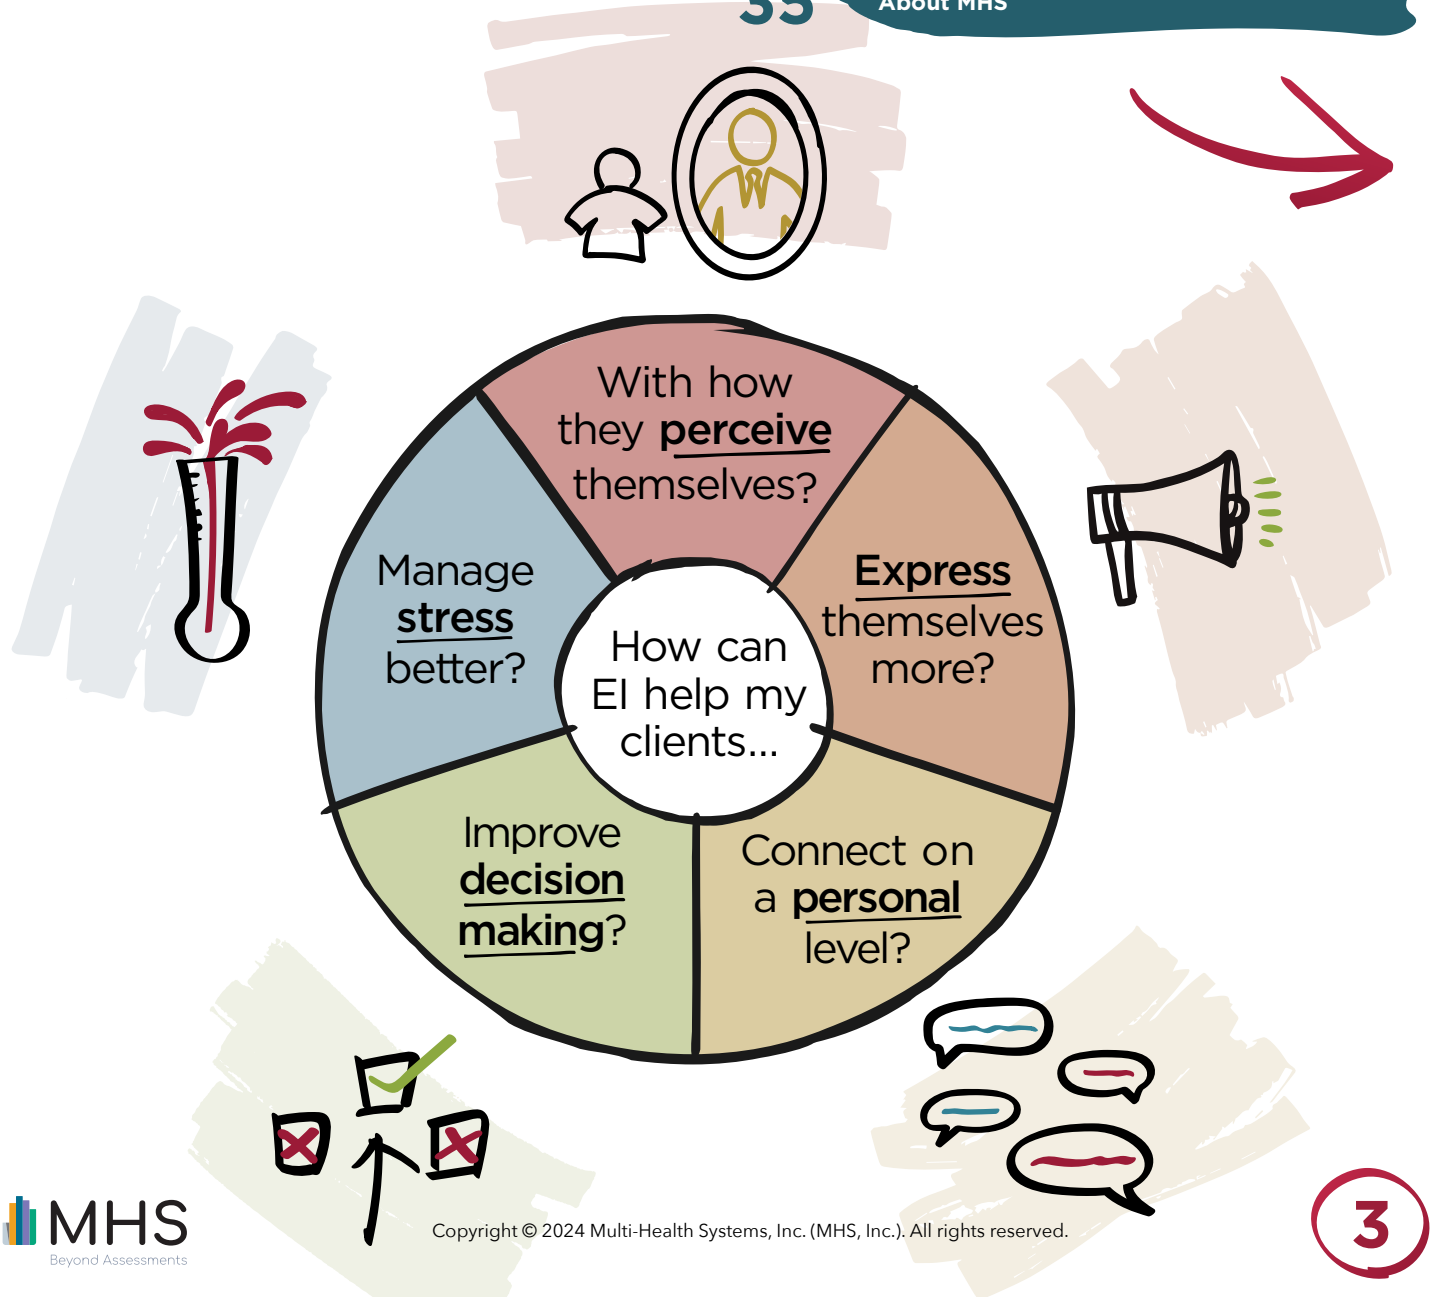 35
About MHS
With how
they perceive
themselves?
Express
themselves
more?
Manage
stress
better?
How can
EI help my
clients...
Improve
decision
making?
Connect on
a personal
level?
MHS
Beyond Assessments
Copyright © 2024 Multi-Health Systems, Inc. (MHS, Inc.). All rights reserved.
3